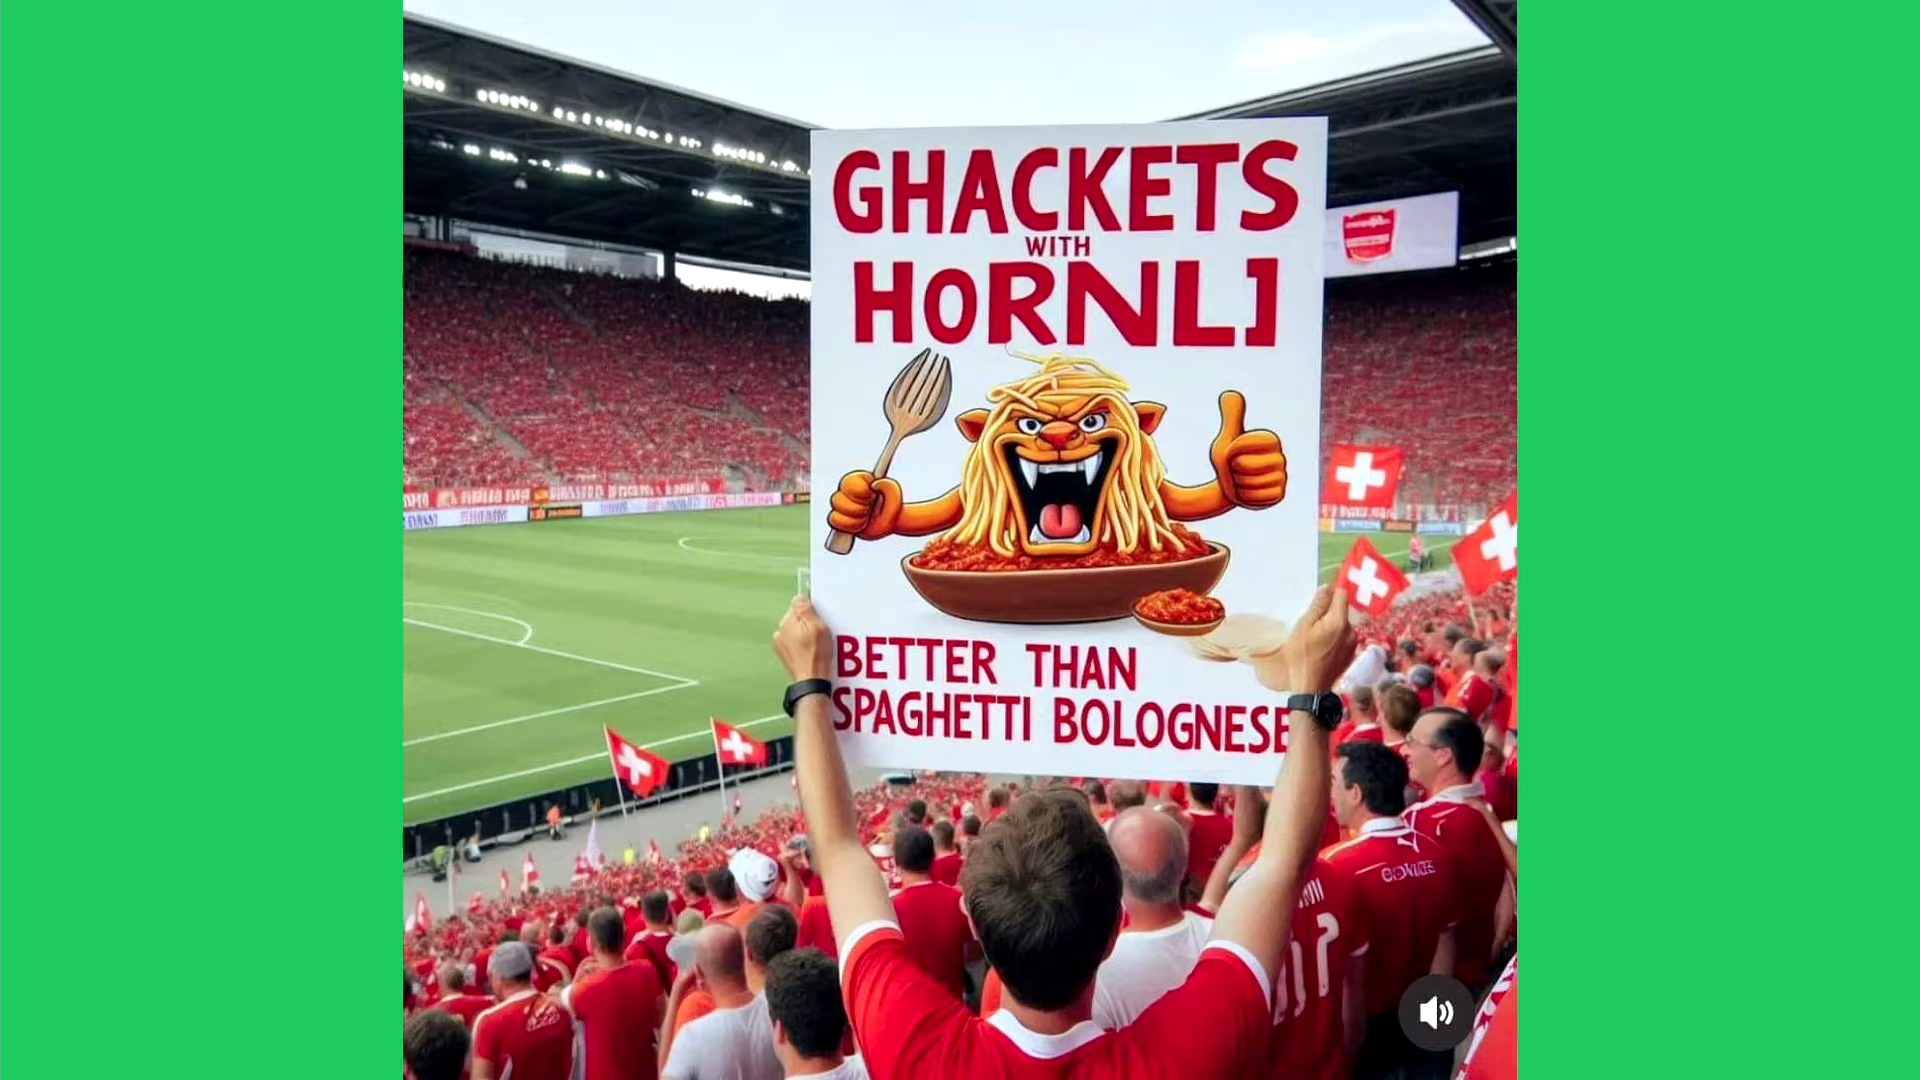 GHACKETS
WITH
HORNLI
BETTER THAN
SPAGHETTI BOLOGNESE